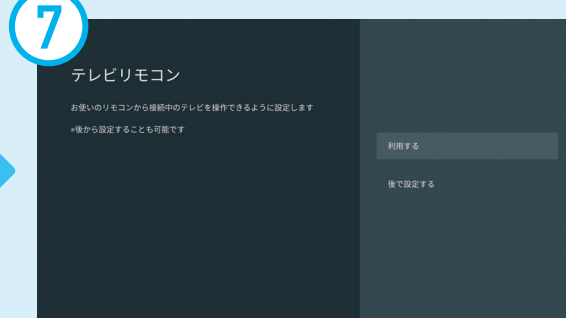 7
テレビリモコン
お使いのリモコンから接続中のテレビを操作できるように設定します
※後から設定することも可能です
利用する
後で設定する